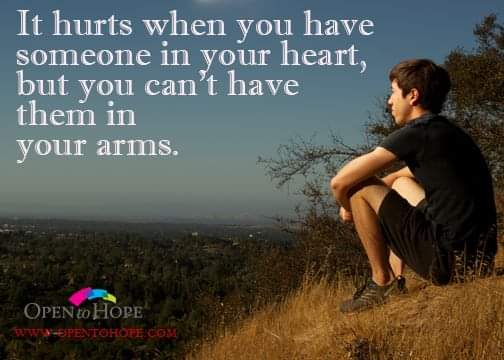 It hurts when you have
someone in your heart,
but you can't have
them in
your arms.
OPEN to HOPE
WWW.OPENTOHOPE.COM